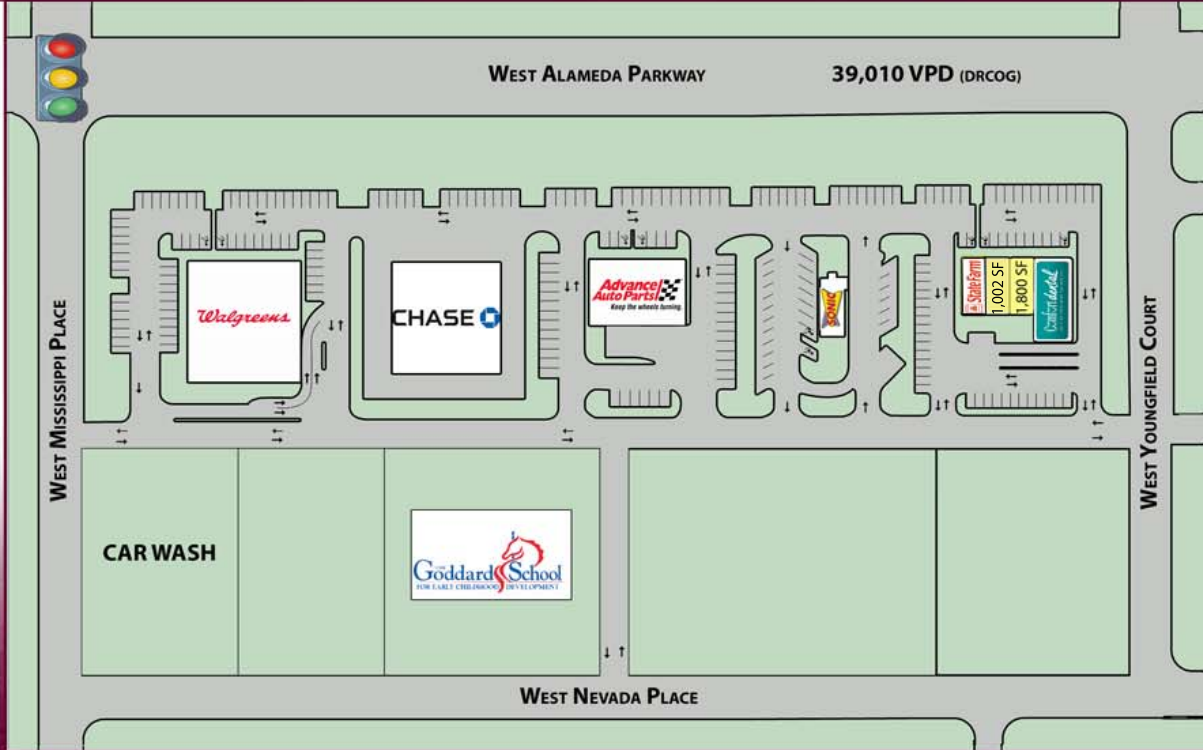 WEST ALAMEDA PARKWAY
39,010 VPD (DRCOG)
WEST MISSISSIPPI PLACE
Walgreens
CHASE
Advance
Auto Parts
Keep the wheels turning.
SONIC
State Farm
1,002 SF
1,800 SF
Comfort dental
WEST YOUNGFIELD COURT
CAR WASH
THE
Goddard School
FOR EARLY CHILDHOOD DEVELOPMENT
WEST NEVADA PLACE